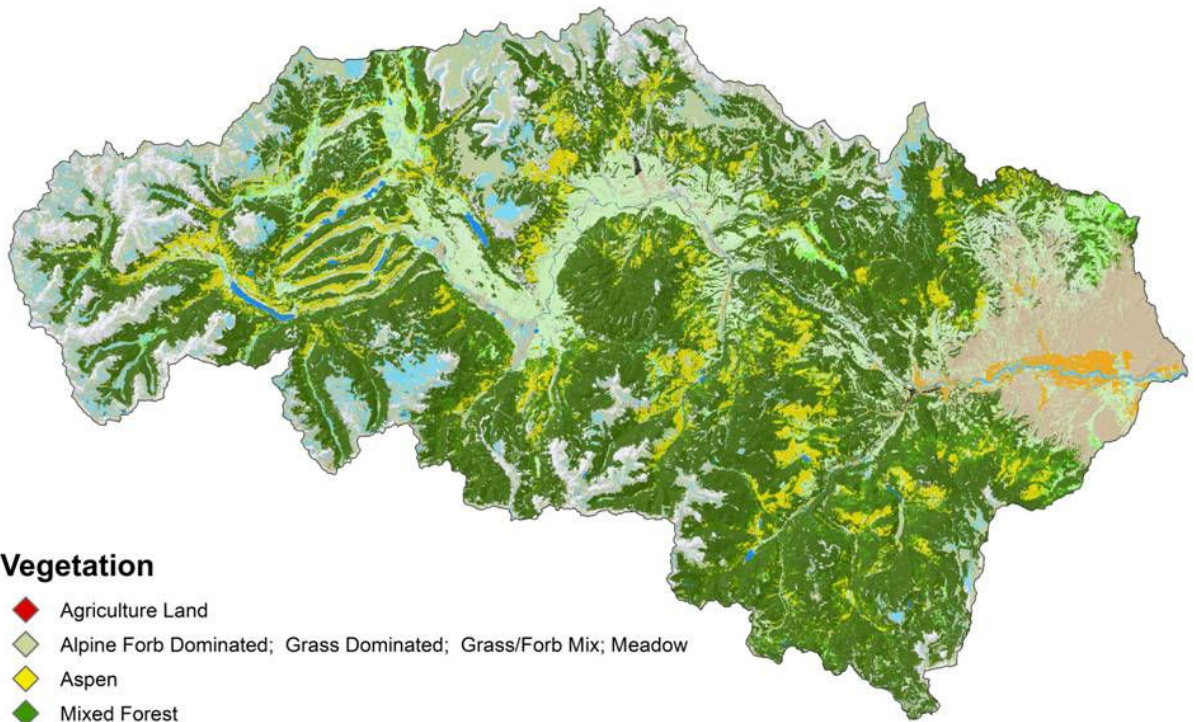 Vegetation
Agriculture Land
Alpine Forb Dominated;  Grass Dominated;  Grass/Forb Mix; Meadow
Aspen
Mixed Forest